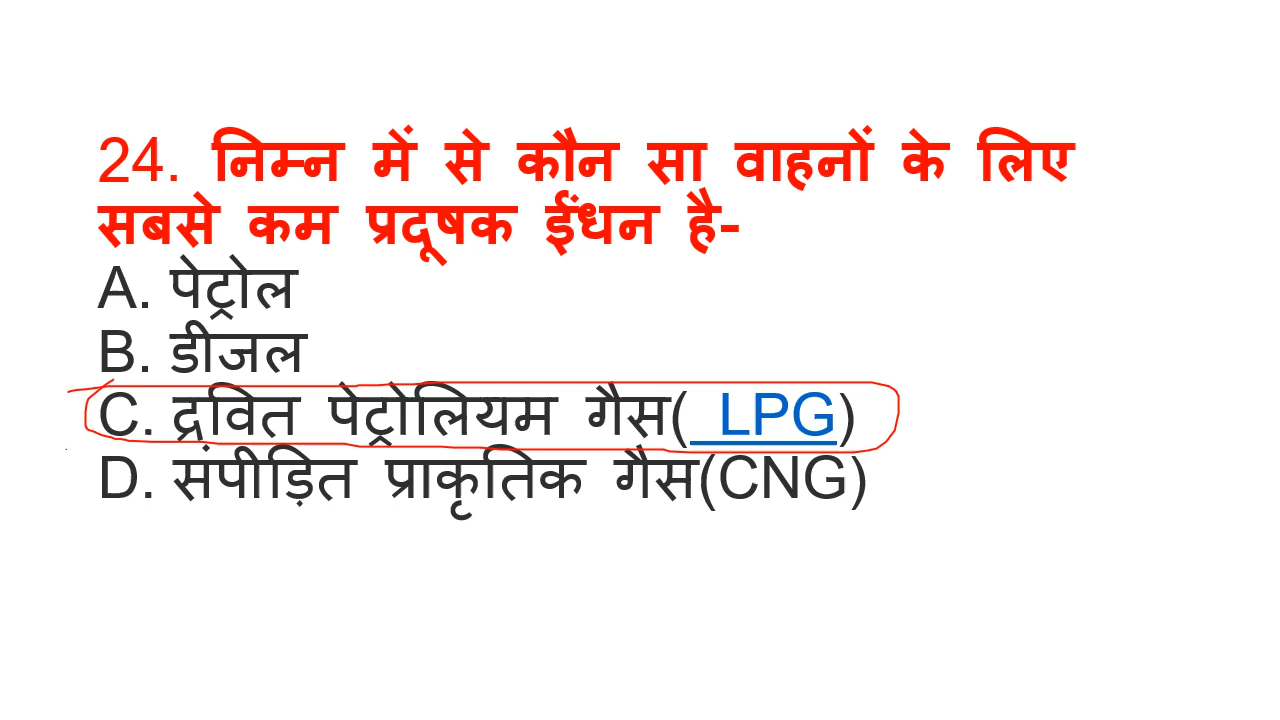 24. निम्न में से कौन सा वाहनों के लिए
सबसे कम प्रदूषक ईंधन है-
A. पेट्रोल
B. डीजल
C. द्रवित पेट्रोलियम गैस( LPG)
D. संपीड़ित प्राकृतिक गैस(CNG)